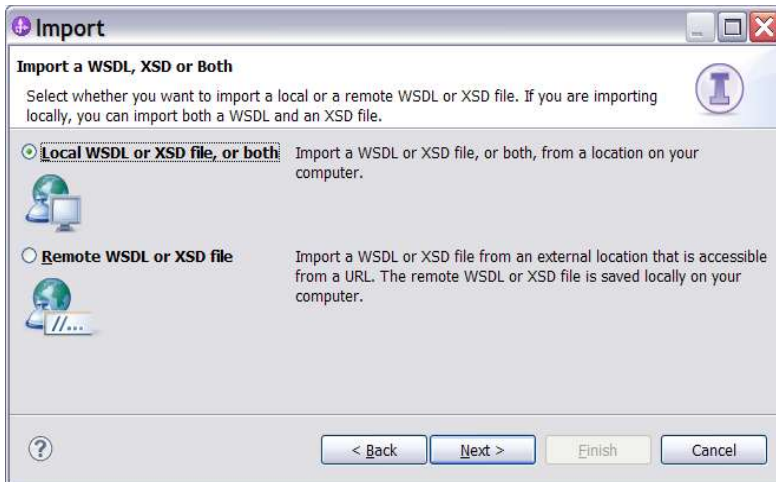 Import
Import a WSDL, XSD or Both
Select whether you want to import a local or a remote WSDL or XSD file. If you are importing
locally, you can import both a WSDL and an XSD file.
I
Local WSDL or XSD file, or both
Import a WSDL or XSD file, or both, from a location on your
computer.
Remote WSDL or XSD file
Import a WSDL or XSD file from an external location that is accessible
from a URL. The remote WSDL or XSD file is saved locally on your
computer.
//...
?
< Back Next > Finish Cancel